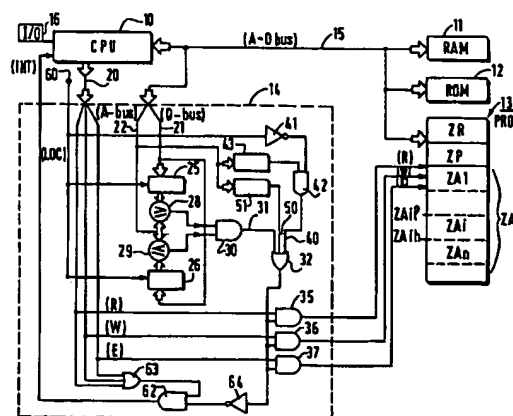 16
I/O
10
CPU
(A-D bus)
15
11
RAM
12
ROM
13
PROM
(INT)
60
20
14
(A-bus)
(D-bus)
22
21
41
43
42
(LOC)
25
51
28
31
50
40
30
29
32
26
ZR
ZP
ZA1
ZAi
ZAn
ZAip
ZAib
ZA
(R)
(W)
(E)
(R)
35
(W)
36
(E)
37
63
62
64